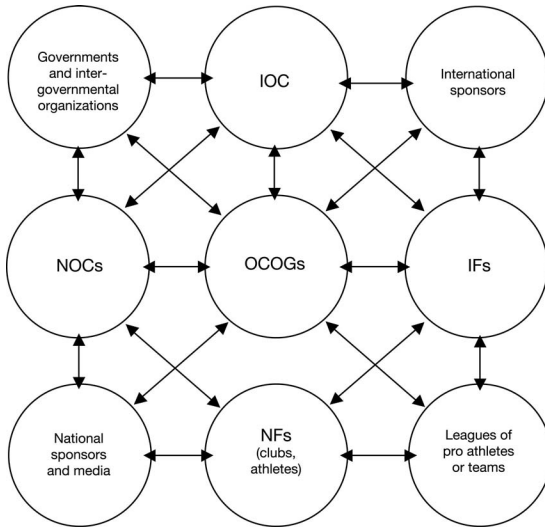 Governments
and inter-
governmental
organizations
IOC
International
sponsors
NOCs
OCOGs
IFs
National
sponsors
and media
NFs
(clubs,
athletes)
Leagues of
pro athletes
or teams